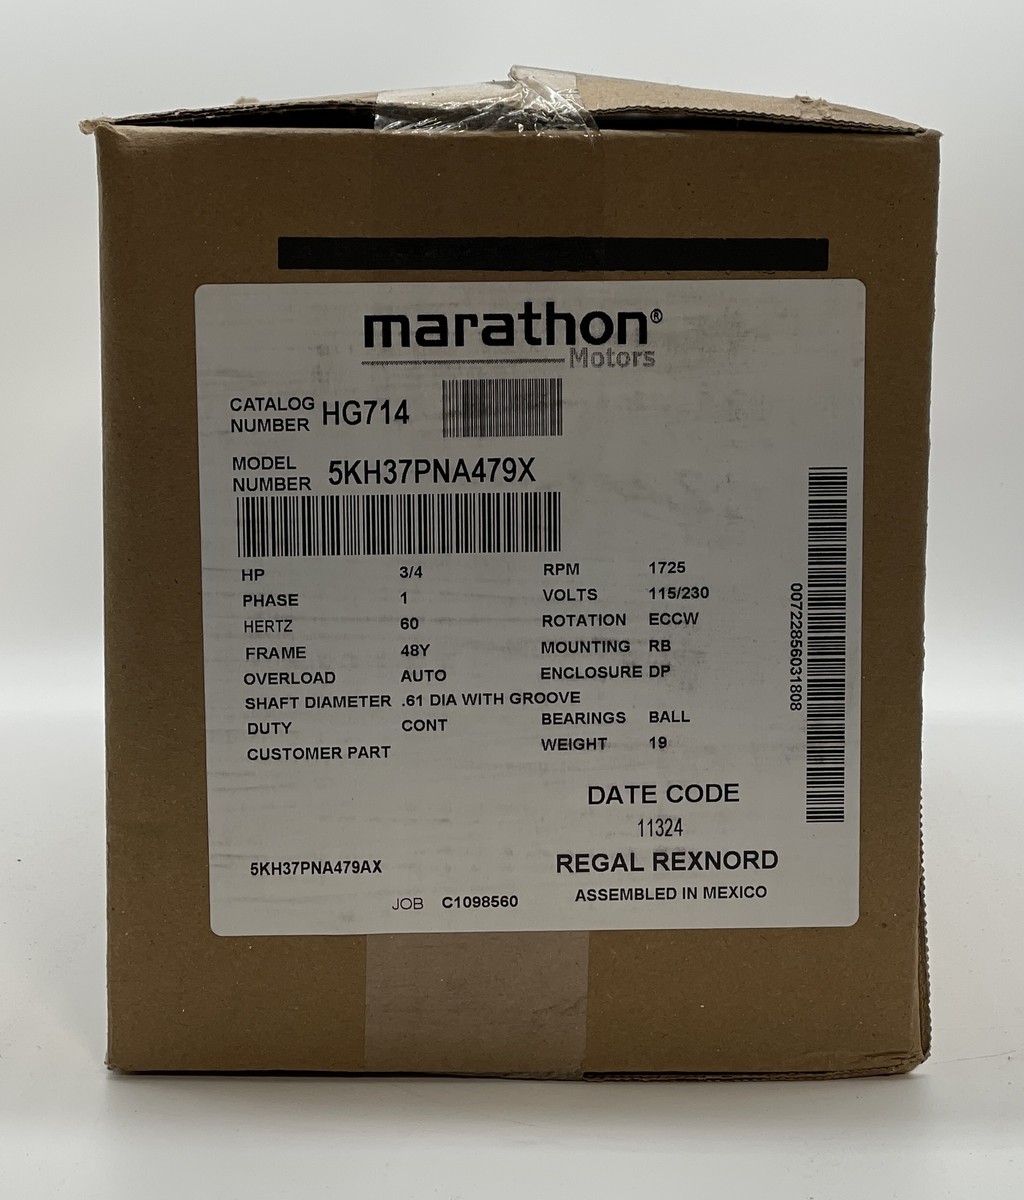 marathon®
Motors
CATALOG NUMBER HG714
MODEL NUMBER 5KH37PNA479X
HP 3/4 RPM 1725
PHASE 1 VOLTS 115/230
HERTZ 60 ROTATION ECCW
FRAME 48Y MOUNTING RB
OVERLOAD AUTO ENCLOSURE DP
SHAFT DIAMETER .61 DIA WITH GROOVE
DUTY CONT BEARINGS BALL
CUSTOMER PART WEIGHT 19
00722856031808
DATE CODE
11324
5KH37PNA479AX REGAL REXNORD
JOB C1098560 ASSEMBLED IN MEXICO